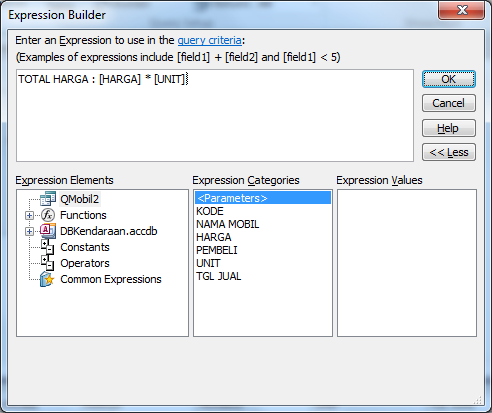 Expression Builder
Enter an Expression to use in the query criteria:
(Examples of expressions include [field1] + [field2] and [field1] < 5)
TOTAL HARGA : [HARGA] * [UNIT]
OK
Cancel
Help
<< Less
Expression Elements
Expression Categories
Expression Values
QMobil2
Functions
DBKendaraan.accdb
Constants
Operators
Common Expressions
<Parameters>
KODE
NAMA MOBIL
HARGA
PEMBELI
UNIT
TGL JUAL